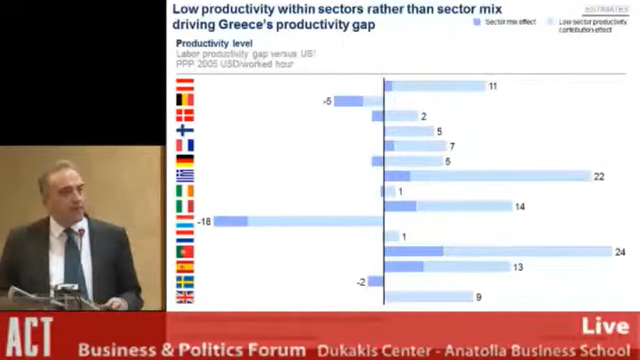 Low productivity within sectors rather than sector mix
driving Greece's productivity gap
ESTIMATES
Sector mix effect
Low sector productivity
contribution effect
Productivity level
Labor productivity gap versus US¹
PPP 2005 USD/worked hour
11
-5
2
5
7
5
22
1
14
-18
1
24
13
-2
9
Live
ACT
Business & Politics Forum Dukakis Center - Anatolia Business School